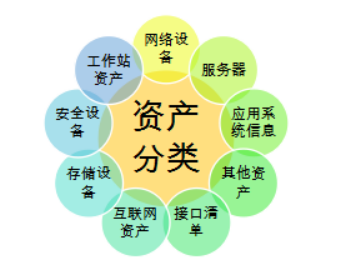 网络设
备
服务器
应用系
统信息
其他资
产
接口清
单
互联网
资产
存储设
备
安全设
备
工作站
资产
资产
分类